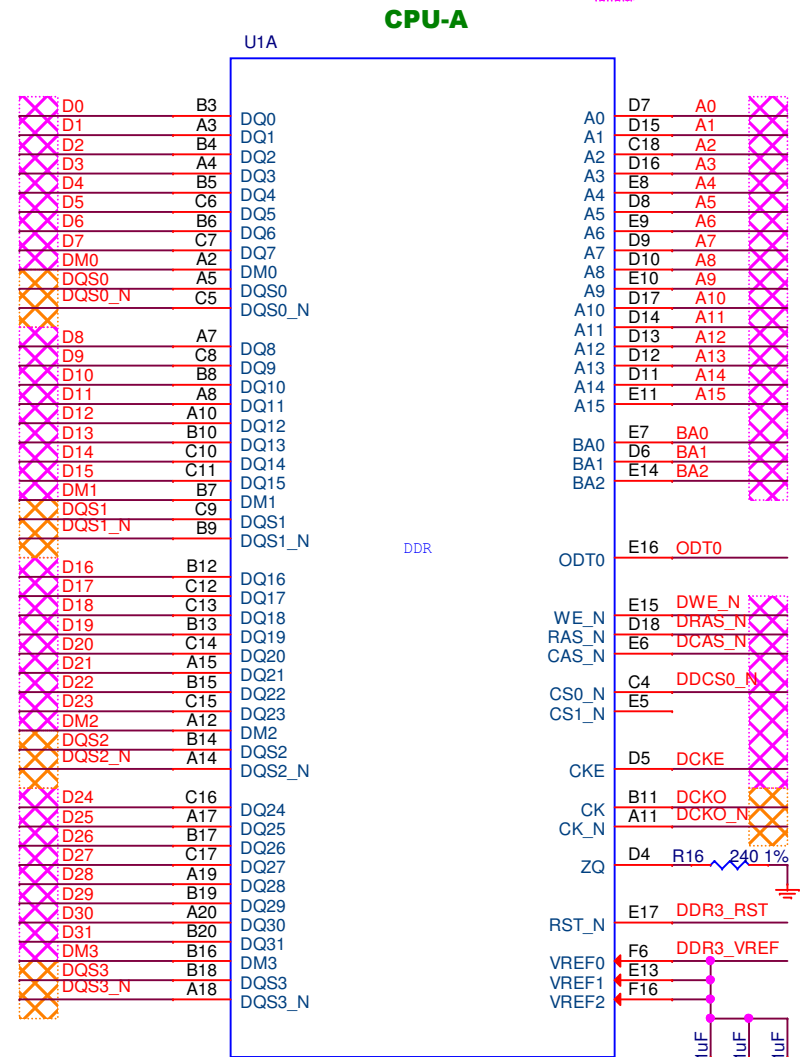 CPU-A
U1A
D0 B3 DQ0 A0 D7 A0
D1 A3 DQ1 A1 D15 A1
D2 B4 DQ2 A2 C18 A2
D3 A4 DQ3 A3 D16 A3
D4 B5 DQ4 A4 E8 A4
D5 C6 DQ5 A5 D8 A5
D6 B6 DQ6 A6 E9 A6
D7 C7 DQ7 A7 D9 A7
DM0 A2 DM0 A8 D10 A8
DQS0 A5 DQS0 A9 E10 A9
DQS0_N C5 DQS0_N A10 D17 A10
A11 D14 A11
D8 A7 DQ8 A12 D13 A12
D9 C8 DQ9 A13 D12 A13
D10 B8 DQ10 A14 D11 A14
D11 A8 DQ11 A15 E11 A15
D12 A10 DQ12
D13 B10 DQ13 BA0 E7 BA0
D14 C10 DQ14 BA1 D6 BA1
D15 C11 DQ15 BA2 E14 BA2
DM1 B7 DM1
DQS1 C9 DQS1
DQS1_N B9 DQS1_N
DDR
ODT0 E16 ODT0
D16 B12 DQ16
D17 C12 DQ17
D18 C13 DQ18 WE_N E15 DWE_N
D19 B13 DQ19 RAS_N D18 DRAS_N
D20 C14 DQ20 CAS_N E6 DCAS_N
D21 A15 DQ21
D22 B15 DQ22 CS0_N C4 DDCS0_N
D23 C15 DQ23 CS1_N E5
DM2 A12 DM2
DQS2 B14 DQS2
DQS2_N A14 DQS2_N CKE D5 DCKE
D24 C16 DQ24 CK B11 DCKO
D25 A17 DQ25 CK_N A11 DCKO_N
D26 B17 DQ26
D27 C17 DQ27 ZQ D4 R16 240 1%
D28 A19 DQ28
D29 B19 DQ29
D30 A20 DQ30 RST_N E17 DDR3_RST
D31 B20 DQ31
DM3 B16 DM3 VREF0 F6 DDR3_VREF
DQS3 B18 DQS3 VREF1 E13
DQS3_N A18 DQS3_N VREF2 F16
1uF 1uF 1uF